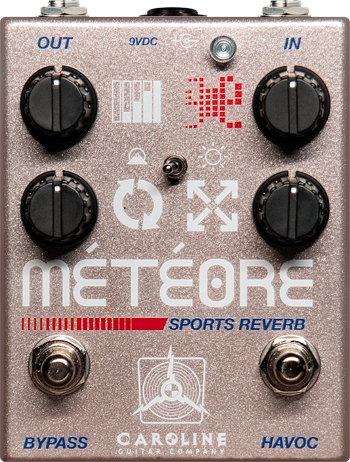 OUT 9VDC IN
MÉTÉORE
SPORTS REVERB
BYPASS HAVOC
CAROLINE
GUITAR COMPANY